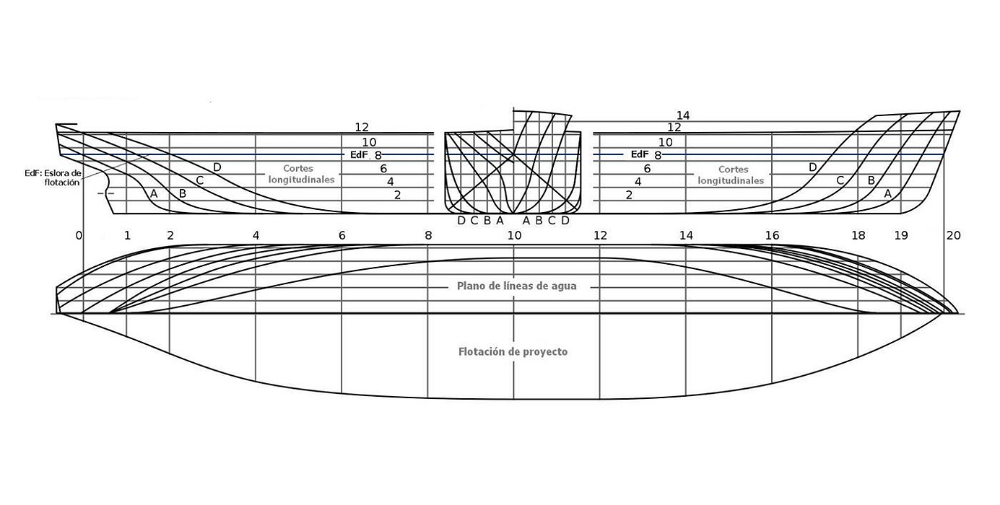 14
12
12
10
10
EdF 8
EdF 8
EdF: Eslora de
flotación
D
Cortes
longitudinales
6
6
Cortes
longitudinales
D
C
4
4
C
B
A
B
2
2
A
D C B A
A B C D
0 1 2 4 6 8 10 12 14 16 18 19 20
Plano de líneas de agua
Flotación de proyecto